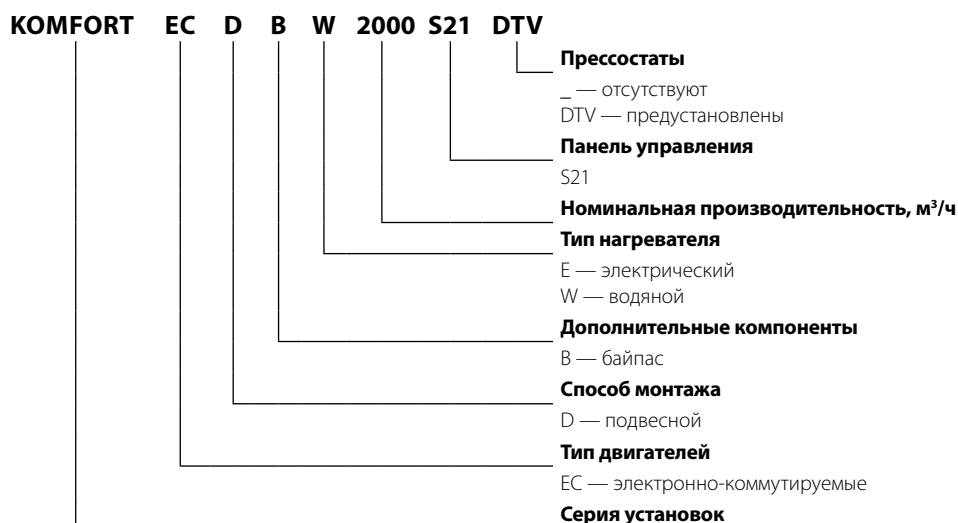 KOMFORT EC D B W 2000 S21 DTV
Прессостаты
_ — отсутствуют
DTV — предустановлены
Панель управления
S21
Номинальная производительность, м³/ч
Тип нагревателя
Е — электрический
W — водяной
Дополнительные компоненты
В — байпас
Способ монтажа
D — подвесной
Тип двигателей
ЕС — электронно-коммутируемые
Серия установок